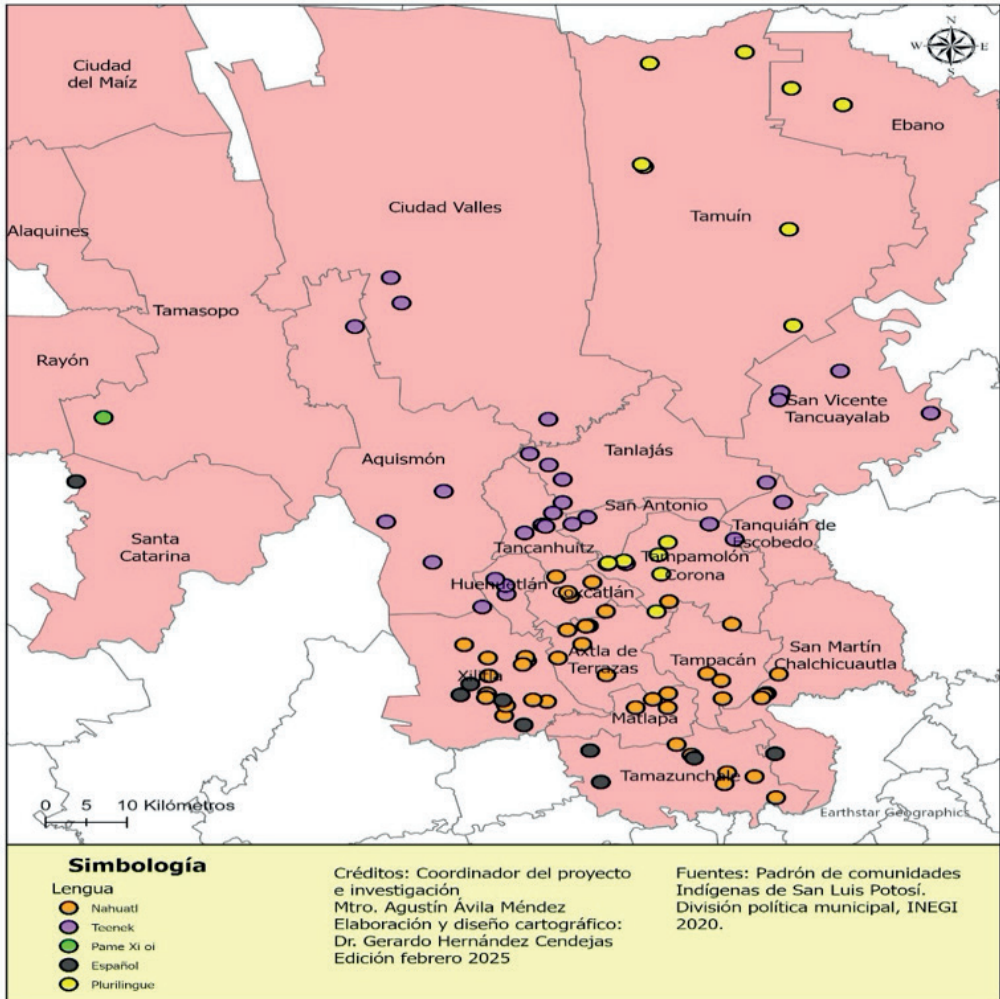 N
W E
S
Ciudad
del Maíz
Ebano
Ciudad Valles
Tamuín
Alaquines
Tamasopo
Rayón
San Vicente
Tancuayalab
Aquismón
Tanlajás
San Antonio
Santa
Catarina
Tancanhuitz
Tanquián de
Escobedo
Tampamolón
Corona
Huehuetlán
Coxcatlán
Axtla de
Terrazas
Tampacán
San Martín
Chalchicuautla
Xilitla
Matlapa
Tamazunchale
0 5 10 Kilómetros
Earthstar Geographics
Simbología
Lengua
Nahuatl
Teenek
Pame Xi oi
Español
Plurilingue
Créditos: Coordinador del proyecto
e investigación
Mtro. Agustín Ávila Méndez
Elaboración y diseño cartográfico:
Dr. Gerardo Hernández Cendejas
Edición febrero 2025
Fuentes: Padrón de comunidades
Indígenas de San Luis Potosí.
División política municipal, INEGI
2020.